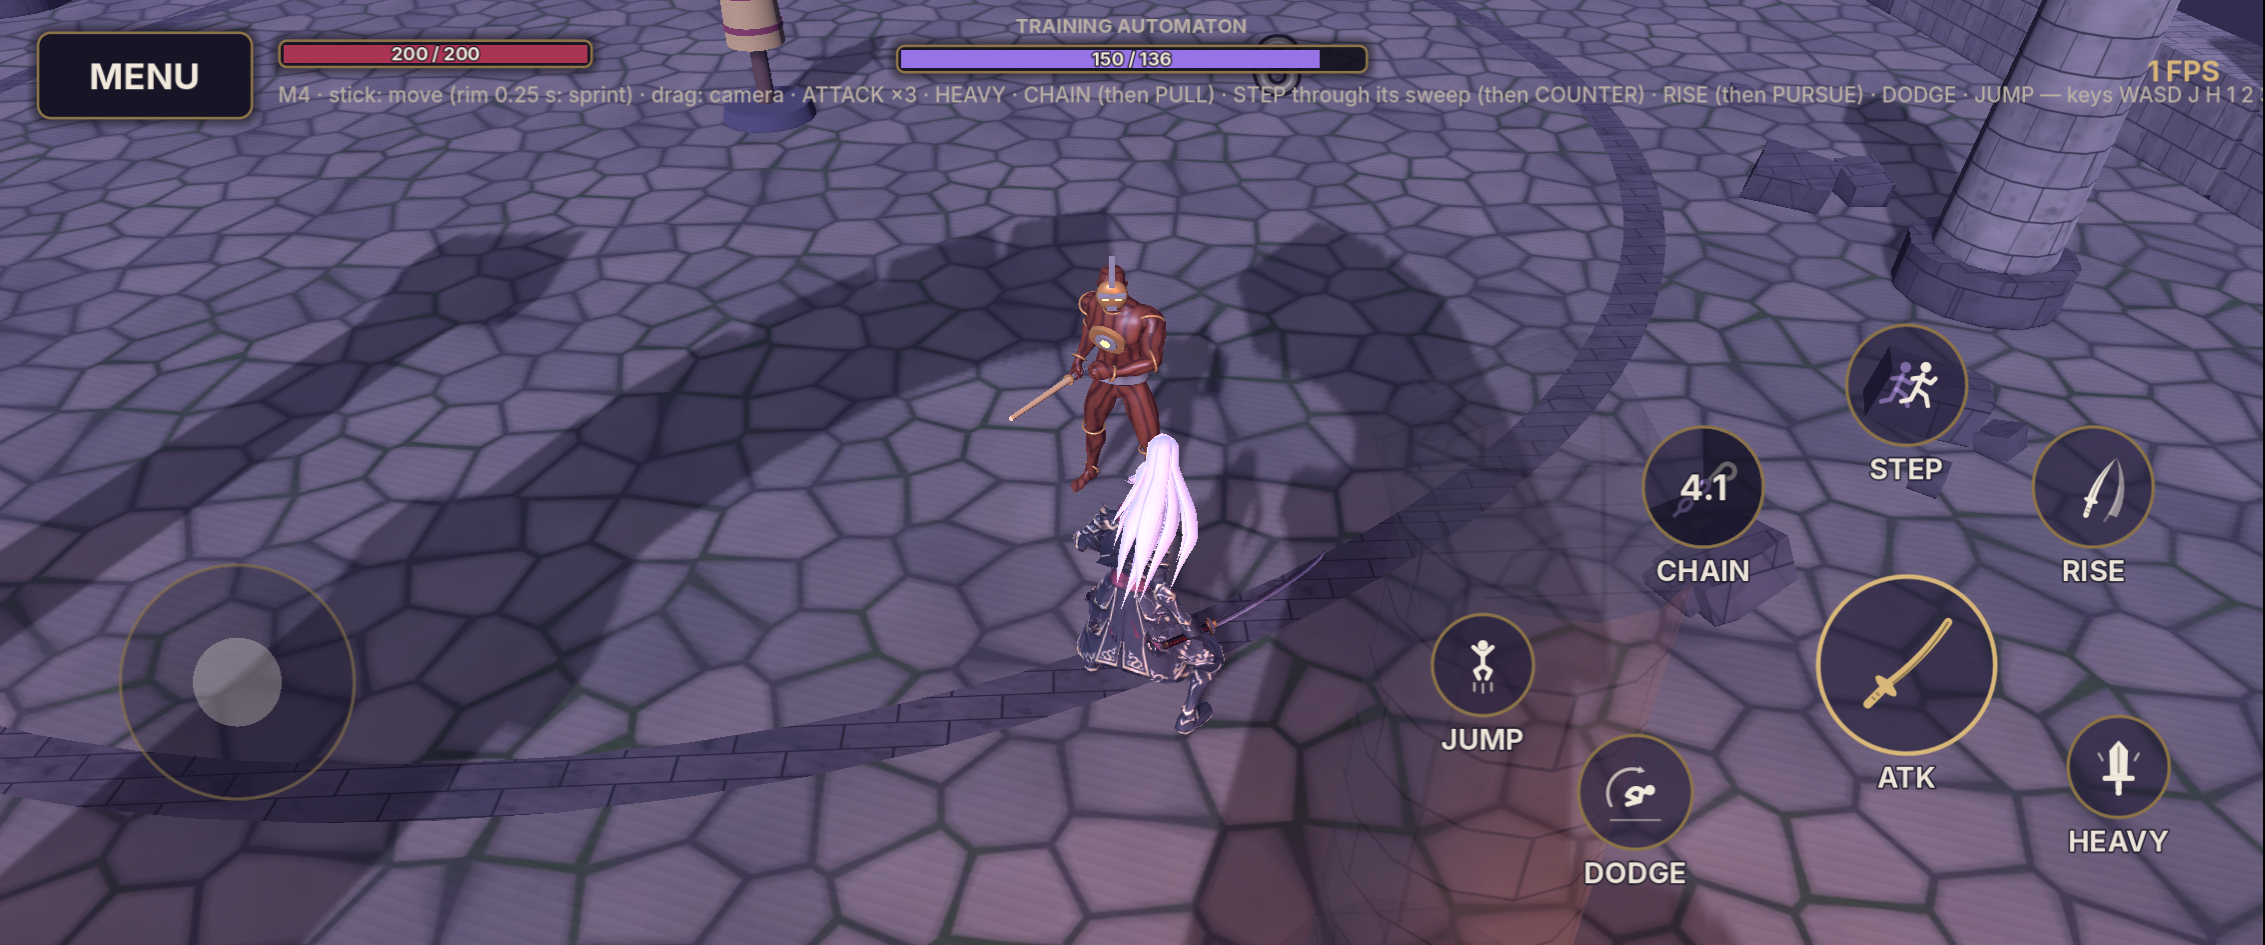 TRAINING AUTOMATON
MENU
200 / 200
150 / 136
1 FPS
M4 · stick: move (rim 0.25 s: sprint) · drag: camera · ATTACK ×3 · HEAVY · CHAIN (then PULL) · STEP through its sweep (then COUNTER) · RISE (then PURSUE) · DODGE · JUMP — keys WASD J H 1 2
STEP
4.1
CHAIN
RISE
JUMP
ATK
DODGE
HEAVY